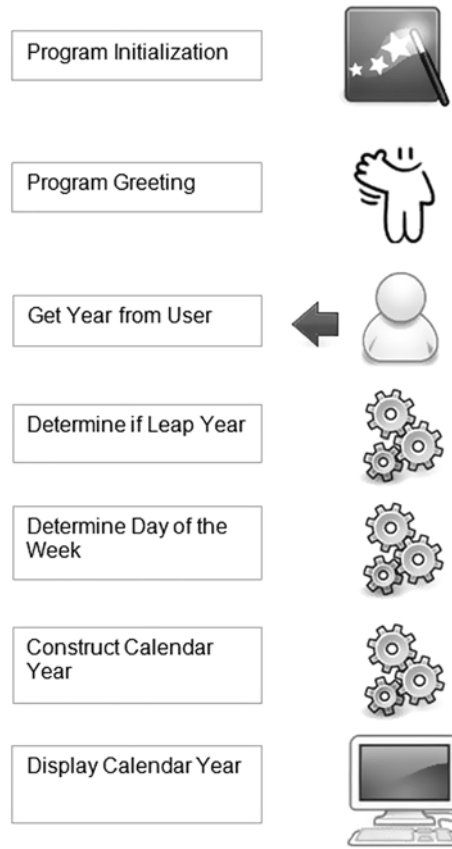 Program Initialization
Program Greeting
Get Year from User
Determine if Leap Year
Determine Day of the
Week
Construct Calendar
Year
Display Calendar Year